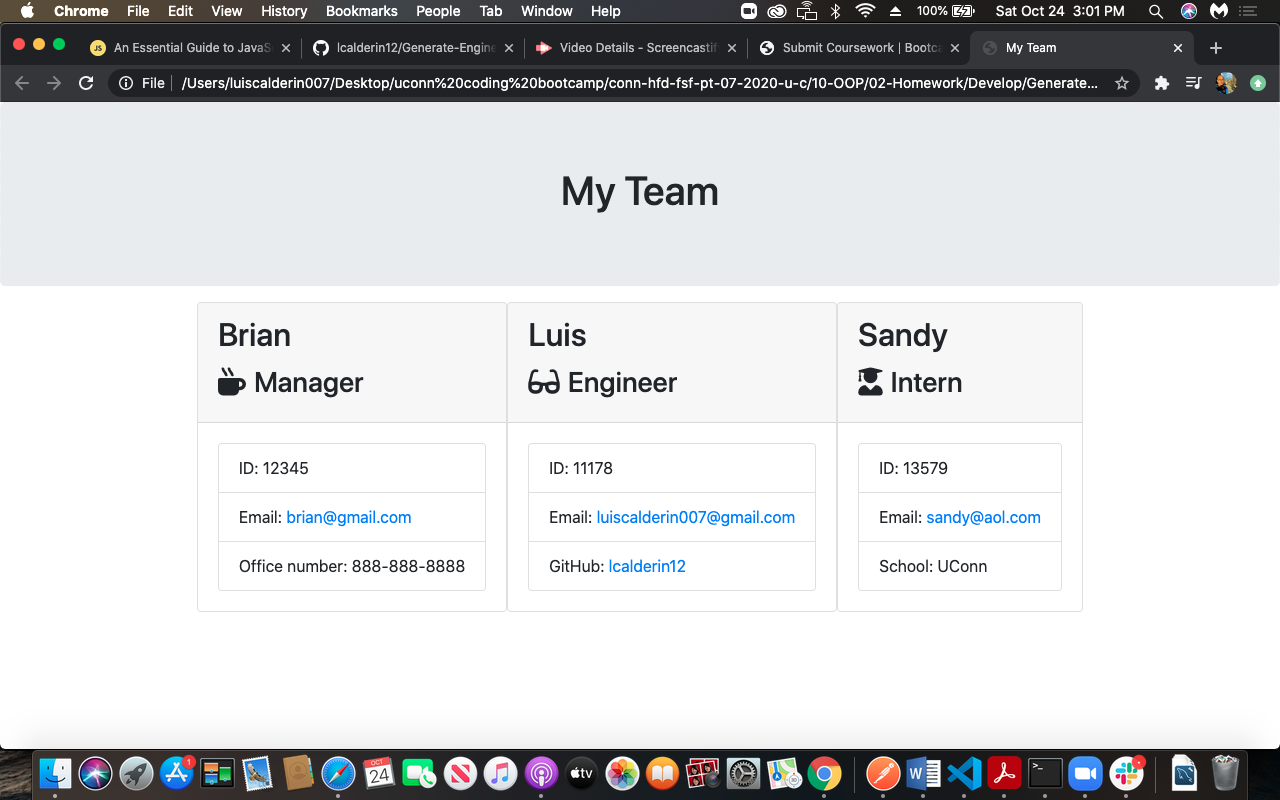 Chrome File Edit View History Bookmarks People Tab Window Help 100% Sat Oct 24 3:01 PM
JS An Essential Guide to JavaS lcalderin12/Generate-Engine Video Details - Screencastif Submit Coursework | Bootca My Team
File /Users/luiscalderin007/Desktop/uconn%20coding%20bootcamp/conn-hfd-fsf-pt-07-2020-u-c/10-OOP/02-Homework/Develop/Generate...
My Team
Brian
Manager
ID: 12345
Email: brian@gmail.com
Office number: 888-888-8888
Luis
Engineer
ID: 11178
Email: luiscalderin007@gmail.com
GitHub: lcalderin12
Sandy
Intern
ID: 13579
Email: sandy@aol.com
School: UConn
1 OCT 24 tv W >_